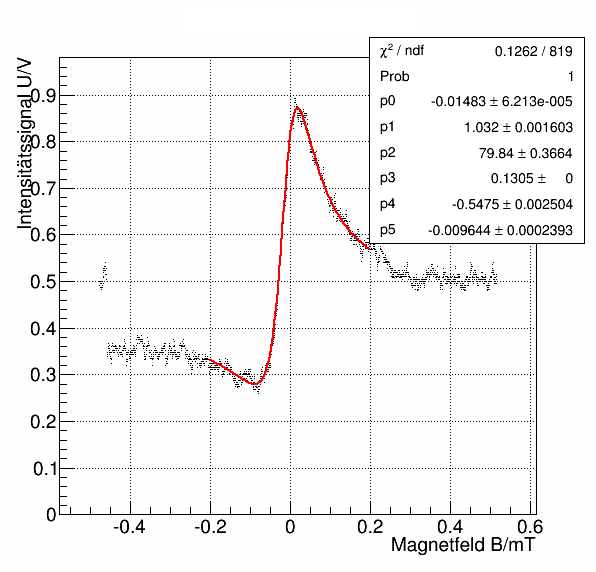 χ² / ndf 0.1262 / 819
Prob 1
p0 -0.01483 ± 6.213e-005
p1 1.032 ± 0.001603
p2 79.84 ± 0.3664
p3 0.1305 ± 0
p4 -0.5475 ± 0.002504
p5 -0.009644 ± 0.0002393
Intensitätssignal U/V
0.9
0.8
0.7
0.6
0.5
0.4
0.3
0.2
0.1
0
-0.4 -0.2 0 0.2 0.4 0.6
Magnetfeld B/mT